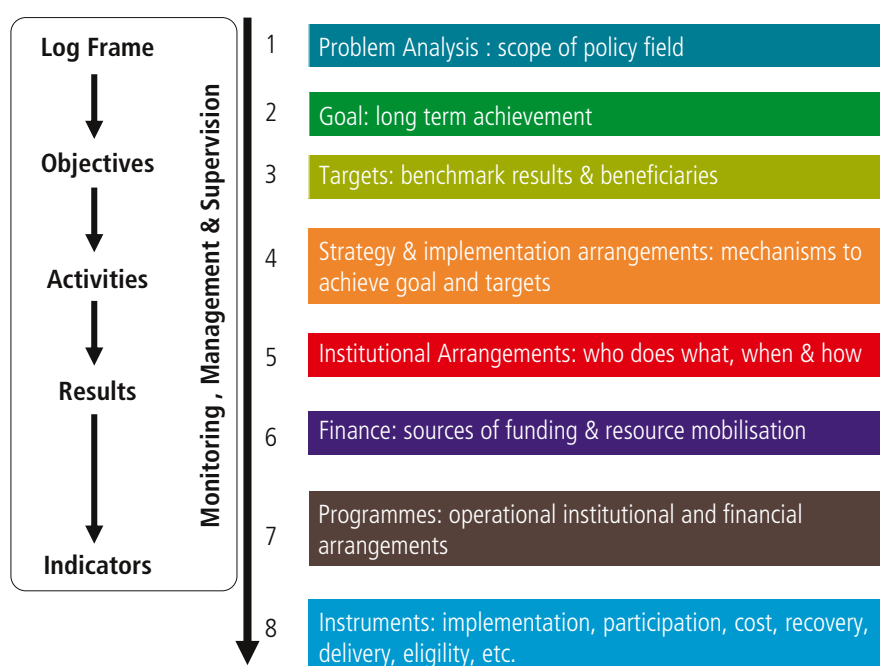 Log Frame
Objectives
Activities
Results
Indicators
Monitoring , Management & Supervision
1
Problem Analysis : scope of policy field
2
Goal: long term achievement
3
Targets: benchmark results & beneficiaries
4
Strategy & implementation arrangements: mechanisms to
achieve goal and targets
5
Institutional Arrangements: who does what, when & how
6
Finance: sources of funding & resource mobilisation
7
Programmes: operational institutional and financial
arrangements
8
Instruments: implementation, participation, cost, recovery,
delivery, eligility, etc.